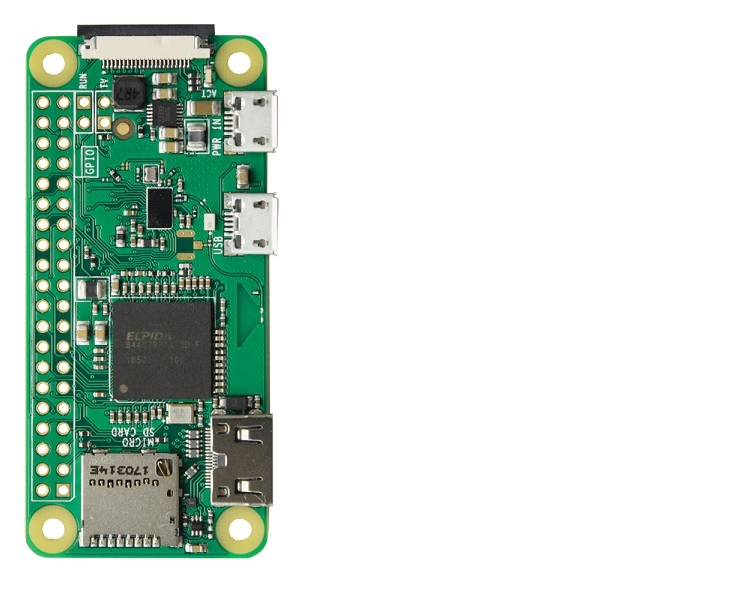 RUN
TV
4R7
ACT
PWR IN
GPIO
USB
ELPIDA
MICRO
SD CARD
170314E